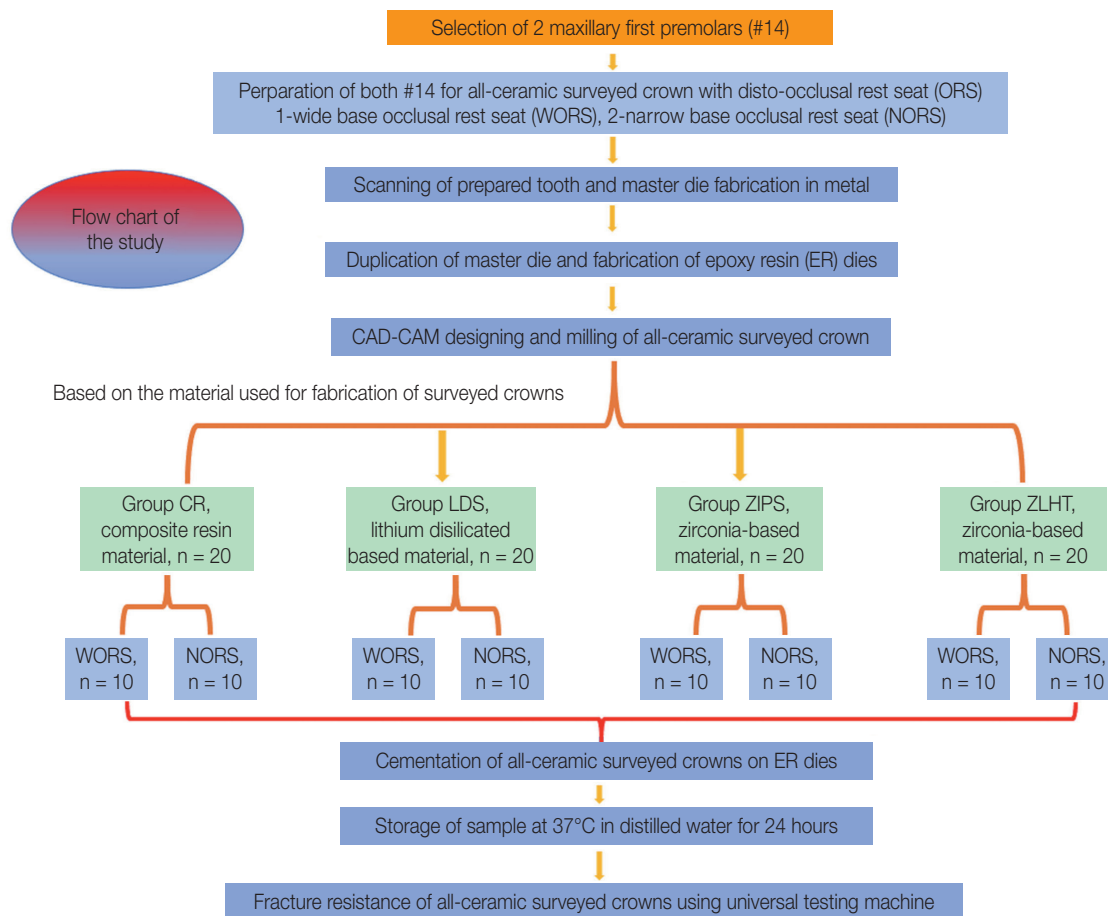 Selection of 2 maxillary first premolars (#14)
Perparation of both #14 for all-ceramic surveyed crown with disto-occlusal rest seat (ORS)
1-wide base occlusal rest seat (WORS), 2-narrow base occlusal rest seat (NORS)
Scanning of prepared tooth and master die fabrication in metal
Flow chart of
the study
Duplication of master die and fabrication of epoxy resin (ER) dies
CAD-CAM designing and milling of all-ceramic surveyed crown
Based on the material used for fabrication of surveyed crowns
Group CR,
composite resin
material, n = 20
Group LDS,
lithium disilicated
based material, n = 20
Group ZIPS,
zirconia-based
material, n = 20
Group ZLHT,
zirconia-based
material, n = 20
WORS,
n = 10
NORS,
n = 10
WORS,
n = 10
NORS,
n = 10
WORS,
n = 10
NORS,
n = 10
WORS,
n = 10
NORS,
n = 10
Cementation of all-ceramic surveyed crowns on ER dies
Storage of sample at 37°C in distilled water for 24 hours
Fracture resistance of all-ceramic surveyed crowns using universal testing machine